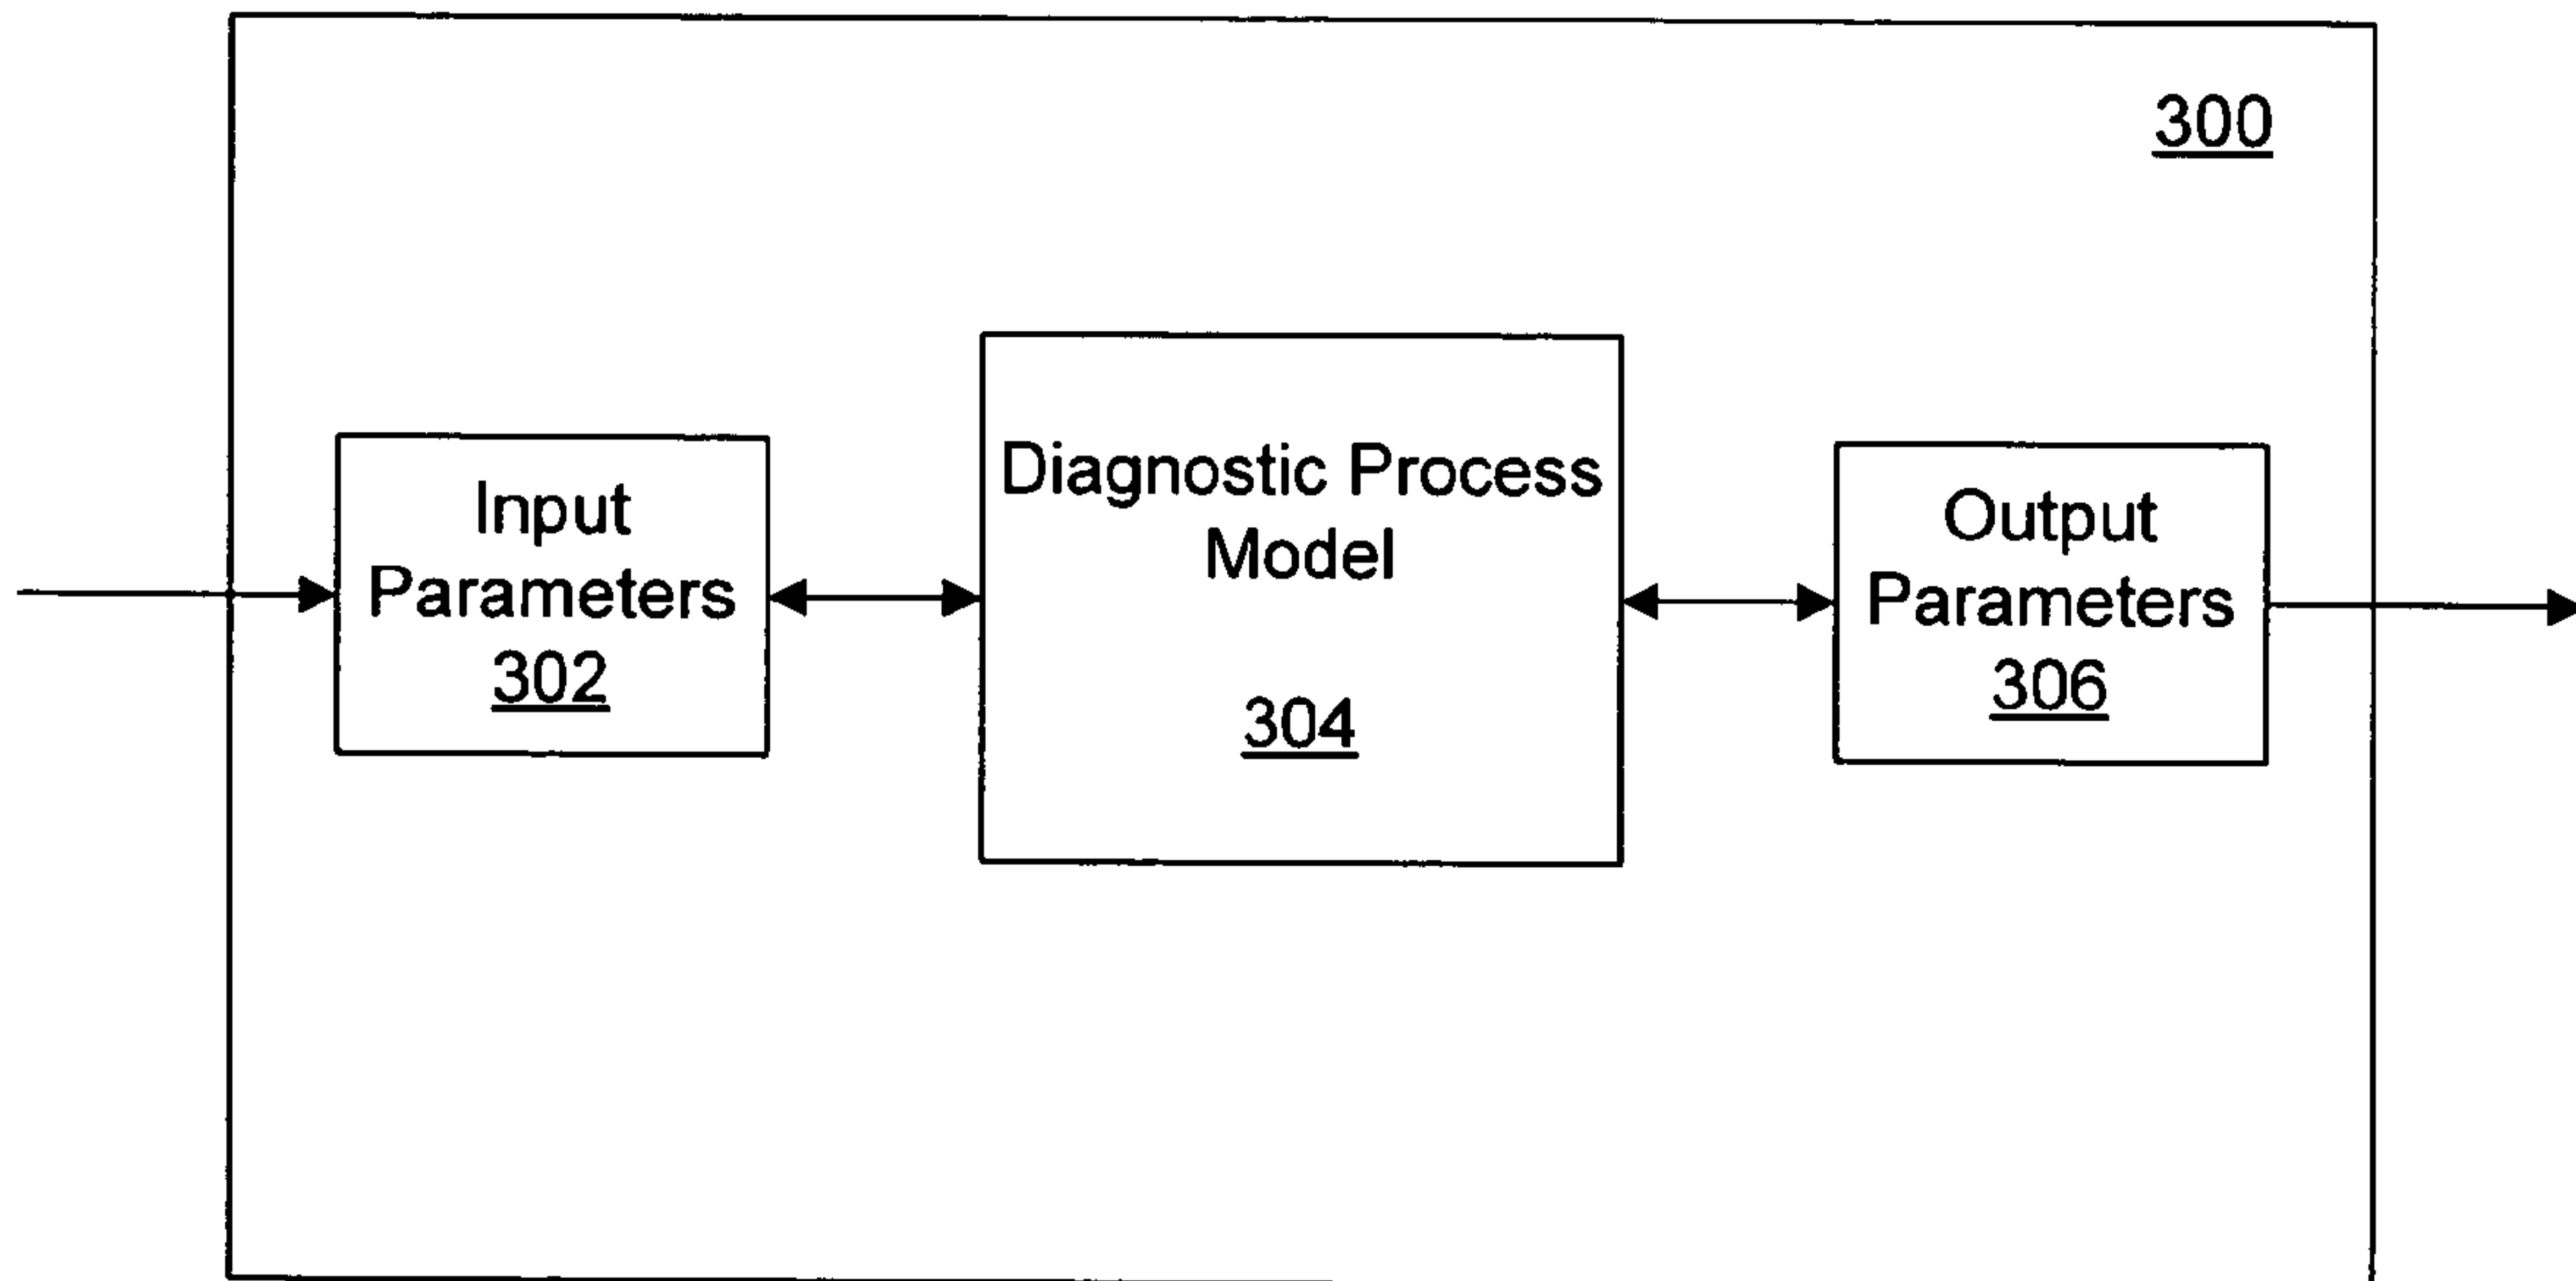 300
Input
Parameters
302
Diagnostic Process
Model
304
Output
Parameters
306